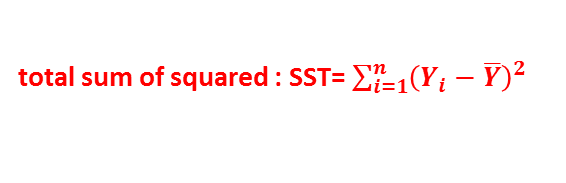 total sum of squared : SST= ∑ⁿᵢ₌₁(Yᵢ − Ȳ)²